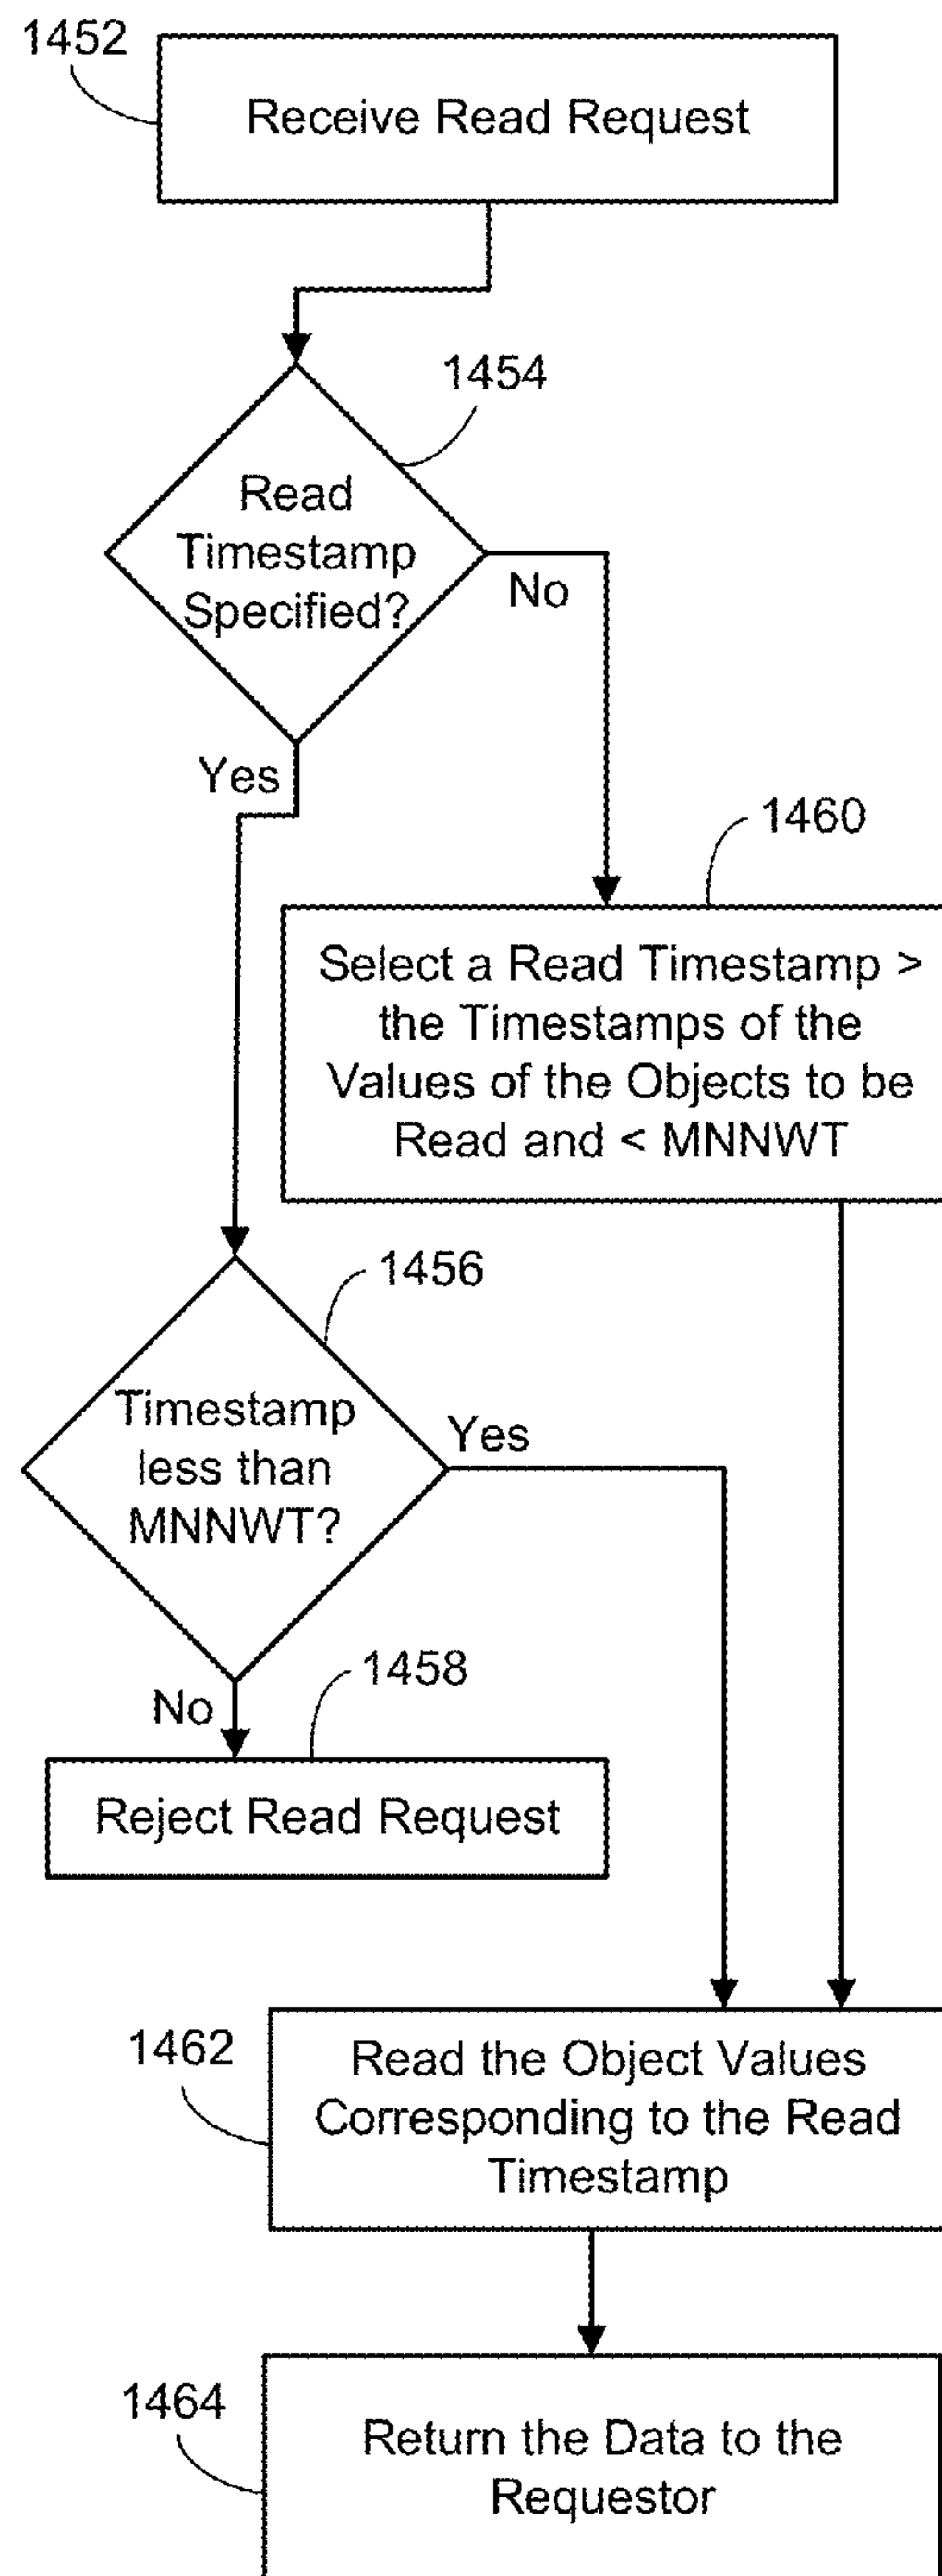 1452
Receive Read Request
1454
Read
Timestamp
Specified?
No
Yes
1460
Select a Read Timestamp >
the Timestamps of the
Values of the Objects to be
Read and < MNNWT
1456
Timestamp
less than
MNNWT?
Yes
No
1458
Reject Read Request
1462
Read the Object Values
Corresponding to the Read
Timestamp
1464
Return the Data to the
Requestor